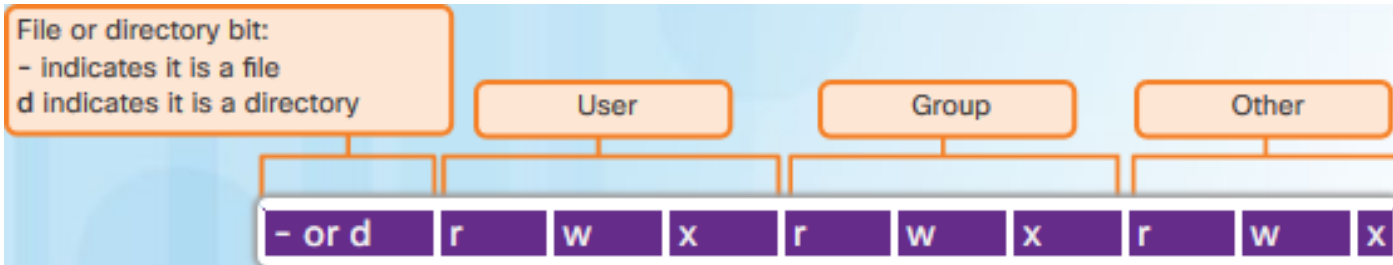 File or directory bit:
- indicates it is a file
d indicates it is a directory
User
Group
Other
- or d r w x r w x r w x